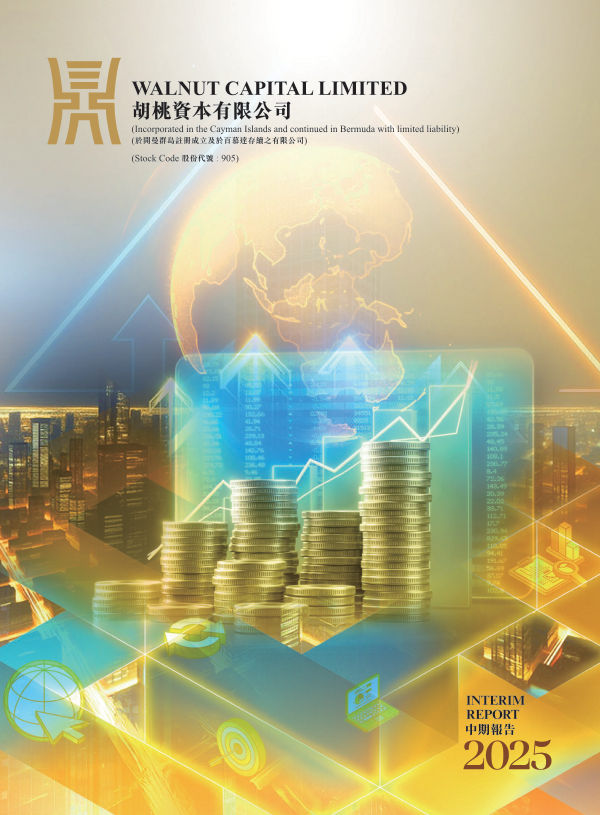 WALNUT CAPITAL LIMITED
胡桃資本有限公司
(Incorporated in the Cayman Islands and continued in Bermuda with limited liability)
(於開曼群島註冊成立及於百慕達存續之有限公司)
(Stock Code 股份代號 : 905)
INTERIM
REPORT
中期報告
2025